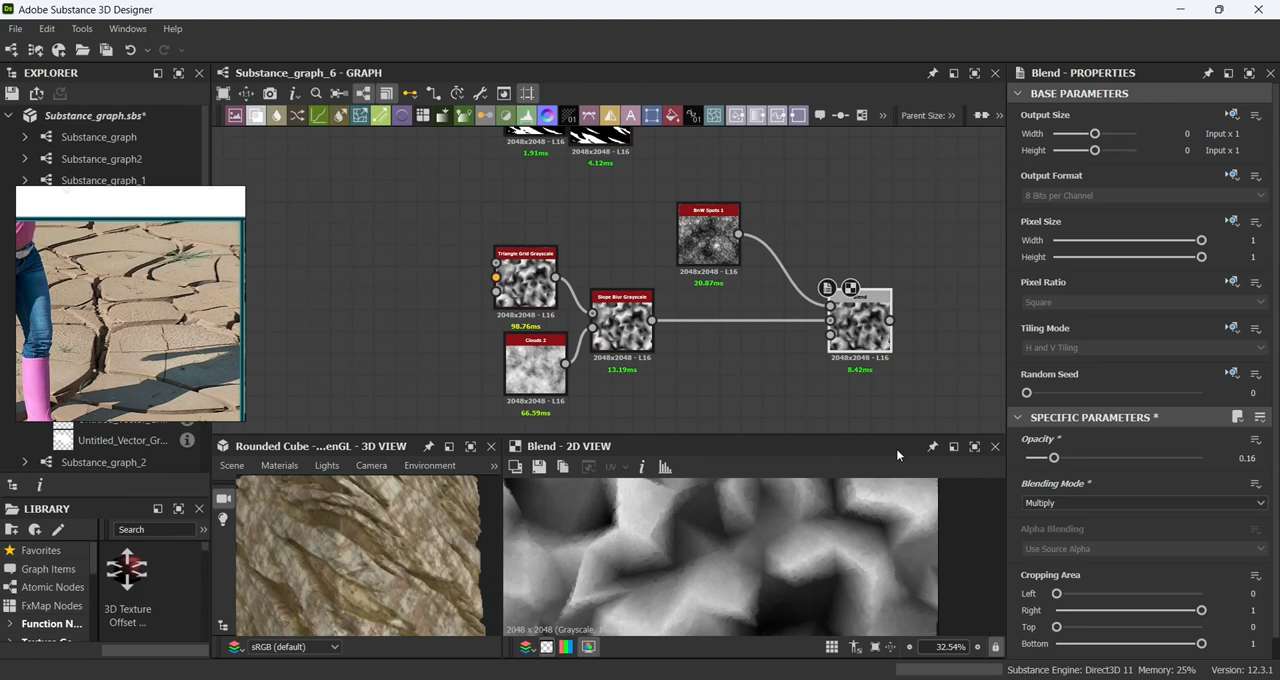 Ds Adobe Substance 3D Designer
File Edit Tools Windows Help
EXPLORER
Substance_graph.sbs*
Substance_graph
Substance_graph2
Substance_graph_1
Untitled_Vector_Gr...
Substance_graph_2
LIBRARY
Search
Favorites
Graph Items
Atomic Nodes
FxMap Nodes
Function N...
3D Texture
Offset ...
Substance_graph_6 - GRAPH
Parent Size:
2048x2048 - L16
1.91ms
2048x2048 - L16
4.12ms
BnW Spots 1
2048x2048 - L16
20.87ms
Triangle Grid Grayscale
2048x2048 - L16
98.76ms
Slope Blur Grayscale
2048x2048 - L16
13.19ms
Clouds 2
2048x2048 - L16
66.59ms
2048x2048 - L16
8.42ms
Rounded Cube -...enGL - 3D VIEW
Scene Materials Lights Camera Environment
sRGB (default)
Blend - 2D VIEW
UV
2048 x 2048 (Grayscale, 16
32.54%
Blend - PROPERTIES
BASE PARAMETERS
Output Size
Width 0 Input x 1
Height 0 Input x 1
Output Format
8 Bits per Channel
Pixel Size
Width 1
Height 1
Pixel Ratio
Square
Tiling Mode
H and V Tiling
Random Seed
0
SPECIFIC PARAMETERS *
Opacity *
0.16
Blending Mode *
Multiply
Alpha Blending
Use Source Alpha
Cropping Area
Left 0
Right 1
Top 0
Bottom 1
Substance Engine: Direct3D 11 Memory: 25% Version: 12.3.1